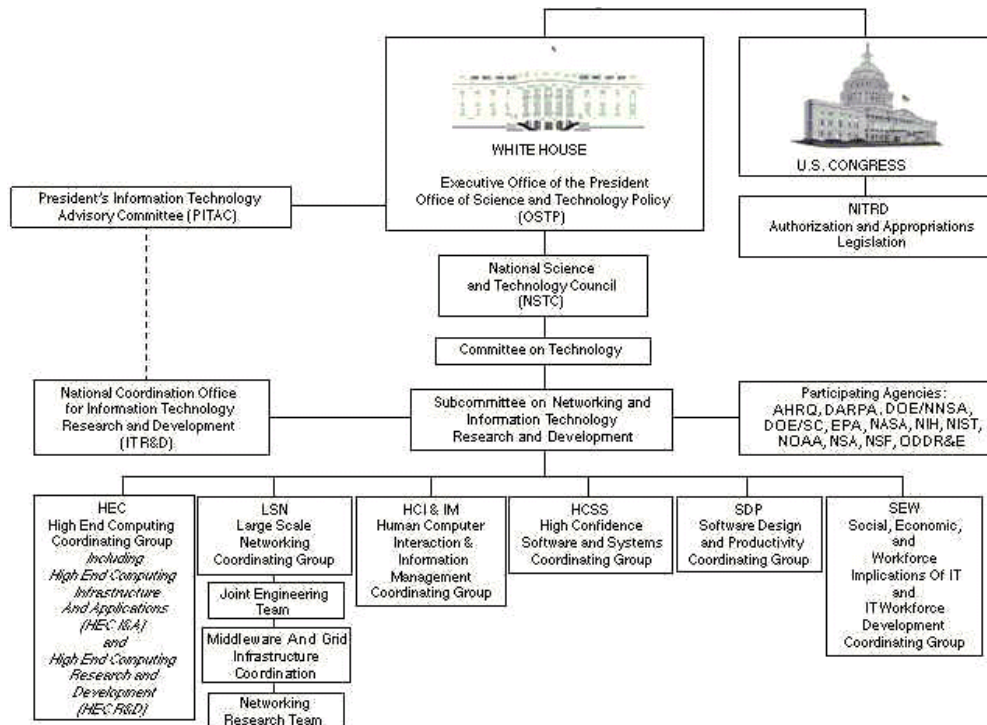 WHITE HOUSE
Executive Office of the President
Office of Science and Technology Policy
(OSTP)
U.S. CONGRESS
NITRD
Authorization and Appropriations
Legislation
President's Information Technology
Advisory Committee (PITAC)
National Science
and Technology Council
(NSTC)
Committee on Technology
National Coordination Office
for Information Technology
Research and Development
(ITR&D)
Subcommittee on Networking and
Information Technology
Research and Development
Participating Agencies:
AHRQ, DARPA, DOE/NNSA,
DOE/SC, EPA, NASA, NIH, NIST,
NOAA, NSA, NSF, ODDR&E
HEC
High End Computing
Coordinating Group
Including
High End Computing
Infrastructure
And Applications
(HEC I&A)
and
High End Computing
Research and
Development
(HEC R&D)
LSN
Large Scale
Networking
Coordinating Group
Joint Engineering
Team
Middleware And Grid
Infrastructure
Coordination
Networking
Research Team
HCI & IM
Human Computer
Interaction &
Information
Management
Coordinating Group
HCSS
High Confidence
Software and Systems
Coordinating Group
SDP
Software Design
and Productivity
Coordinating Group
SEW
Social, Economic,
and
Workforce
Implications Of IT
and
IT Workforce
Development
Coordinating Group